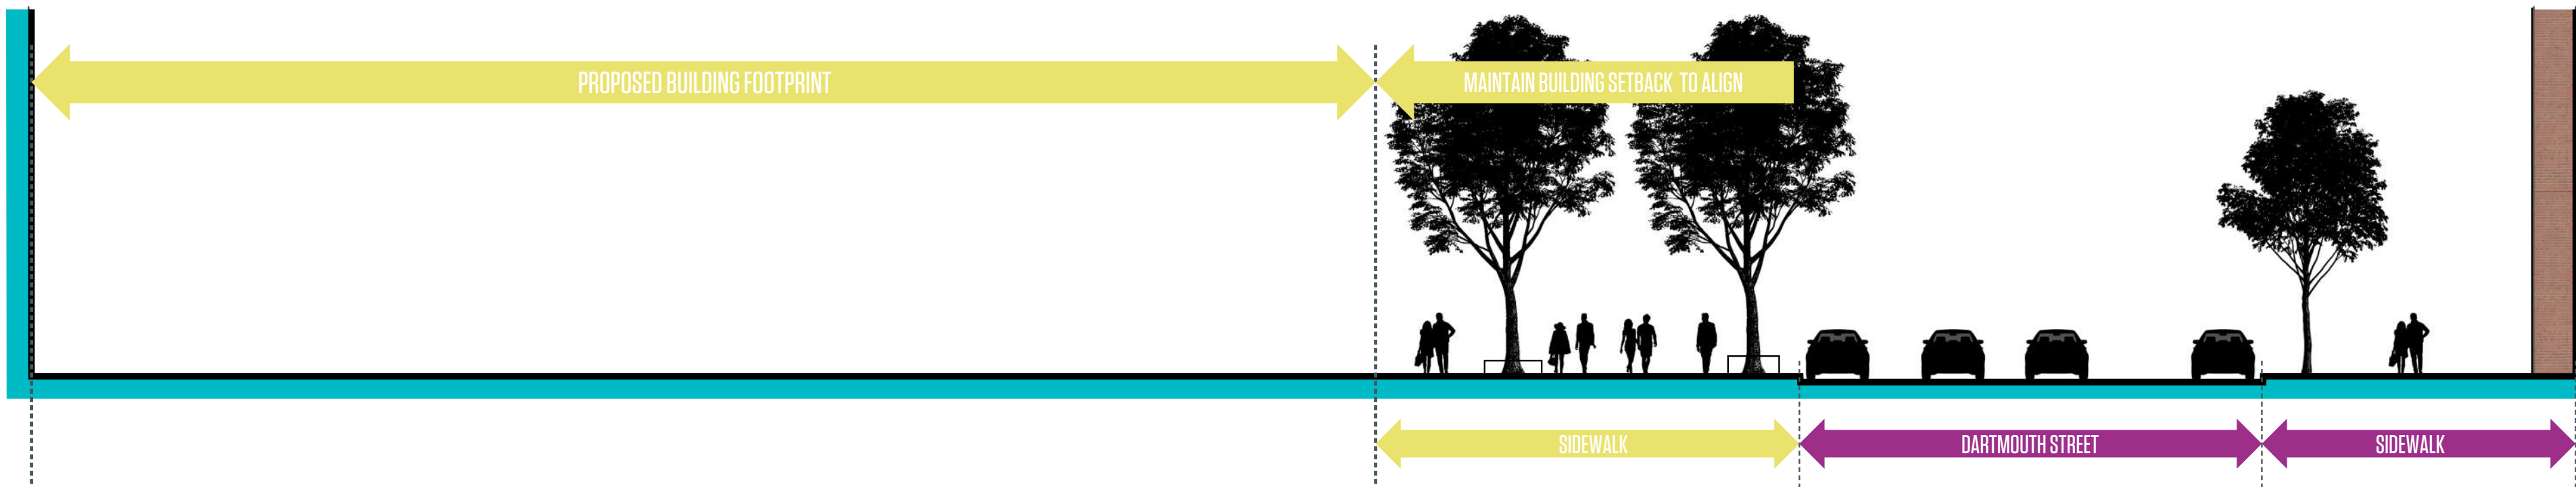 PROPOSED BUILDING FOOTPRINT
MAINTAIN BUILDING SETBACK TO ALIGN
SIDEWALK
DARTMOUTH STREET
SIDEWALK